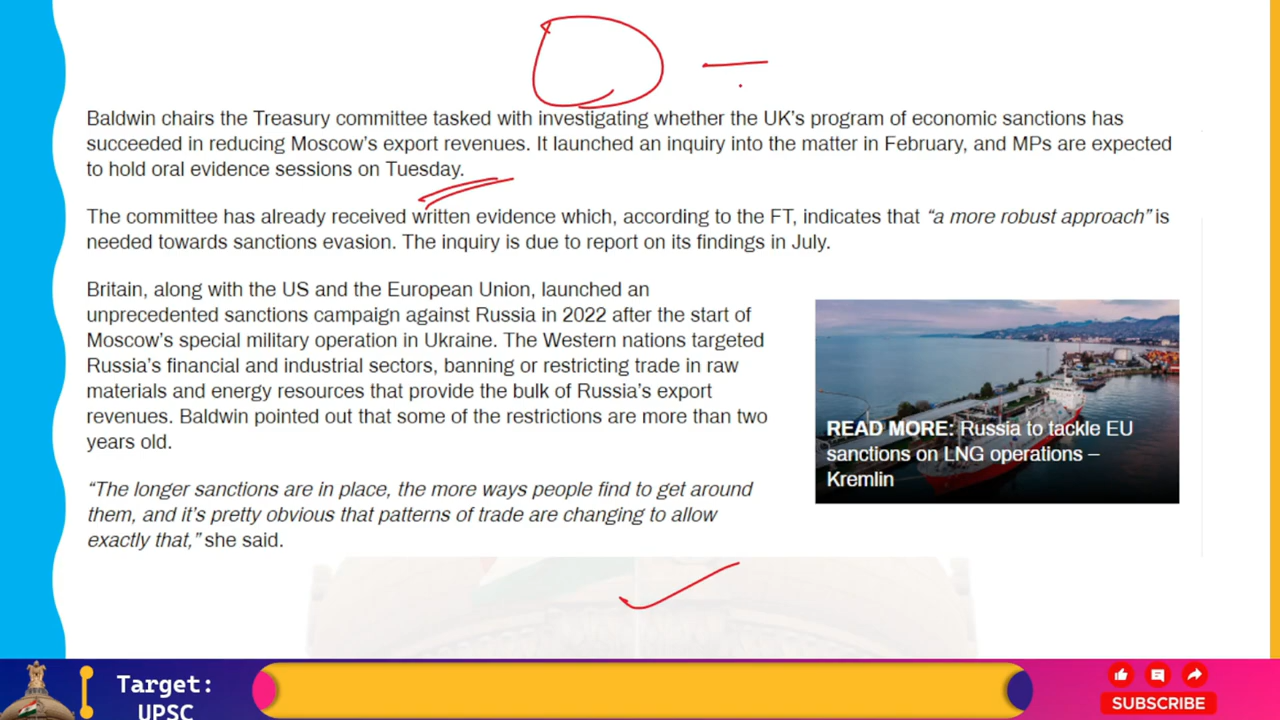 Baldwin chairs the Treasury committee tasked with investigating whether the UK's program of economic sanctions has
succeeded in reducing Moscow's export revenues. It launched an inquiry into the matter in February, and MPs are expected
to hold oral evidence sessions on Tuesday.
The committee has already received written evidence which, according to the FT, indicates that “a more robust approach” is
needed towards sanctions evasion. The inquiry is due to report on its findings in July.
Britain, along with the US and the European Union, launched an
unprecedented sanctions campaign against Russia in 2022 after the start of
Moscow's special military operation in Ukraine. The Western nations targeted
Russia's financial and industrial sectors, banning or restricting trade in raw
materials and energy resources that provide the bulk of Russia's export
revenues. Baldwin pointed out that some of the restrictions are more than two
years old.
“The longer sanctions are in place, the more ways people find to get around
them, and it's pretty obvious that patterns of trade are changing to allow
exactly that,” she said.
READ MORE: Russia to tackle EU
sanctions on LNG operations –
Kremlin
Target:
UPSC
SUBSCRIBE